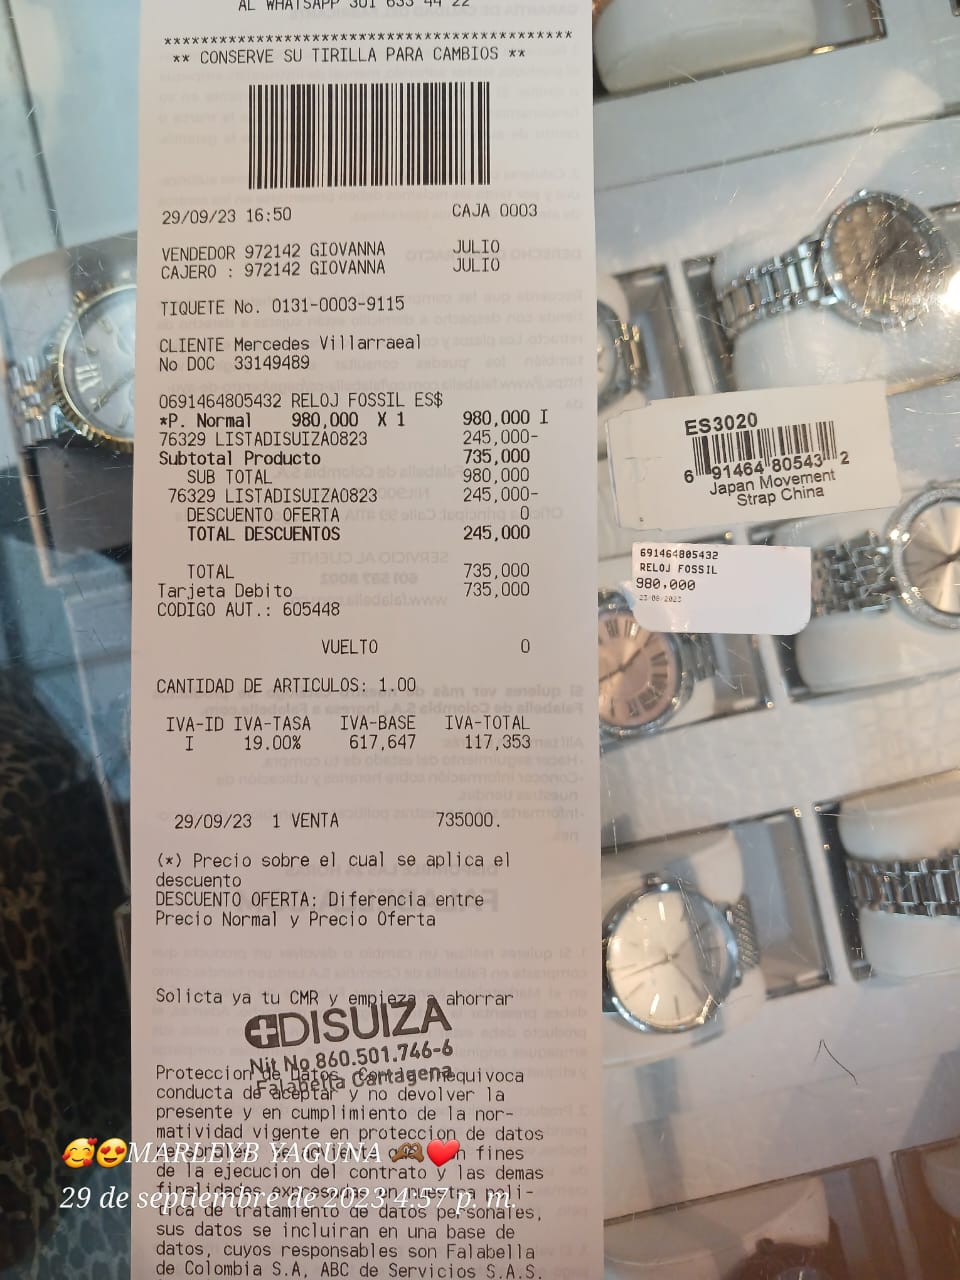 AL WHATSAPP 301 633 44 22
*******************************************
** CONSERVE SU TIRILLA PARA CAMBIOS **
29/09/23 16:50 CAJA 0003
VENDEDOR 972142 GIOVANNA JULIO
CAJERO : 972142 GIOVANNA JULIO
TIQUETE No. 0131-0003-9115
CLIENTE Mercedes Villarraeal
No DOC 33149489
0691464805432 RELOJ FOSSIL ES$
*P. Normal 980,000 X 1 980,000 I
76329 LISTADISUIZA0823 245,000-
Subtotal Producto 735,000
SUB TOTAL 980,000
76329 LISTADISUIZA0823 245,000-
DESCUENTO OFERTA 0
TOTAL DESCUENTOS 245,000
TOTAL 735,000
Tarjeta Debito 735,000
CODIGO AUT.: 605448
VUELTO 0
CANTIDAD DE ARTICULOS: 1.00
IVA-ID IVA-TASA IVA-BASE IVA-TOTAL
I 19.00% 617,647 117,353
29/09/23 1 VENTA 735000.
(*) Precio sobre el cual se aplica el
descuento
DESCUENTO OFERTA: Diferencia entre
Precio Normal y Precio Oferta
Solicta ya tu CMR y empieza a ahorrar
DISUIZA
Nit No 860.501.746-6
Falabella Cartagena
Proteccion de Datos. inequivoca
conducta de aceptar y no devolver la
presente y en cumplimiento de la nor-
matividad vigente en proteccion de datos
fines
de la ejecucion del contrato y las demas
finalidades expresadas en nuestra poli-
tica de tratamiento de datos personales,
sus datos se incluiran en una base de
datos, cuyos responsables son Falabella
de Colombia S.A, ABC de Servicios S.A.S.
ES3020
6 91464 80543 2
Japan Movement
Strap China
691464805432
RELOJ FOSSIL
980.000
23/08/2023
🥰😍MARLEYB YAGUNA 🫶🏾❤️
29 de septiembre de 2023 4:57 p. m.